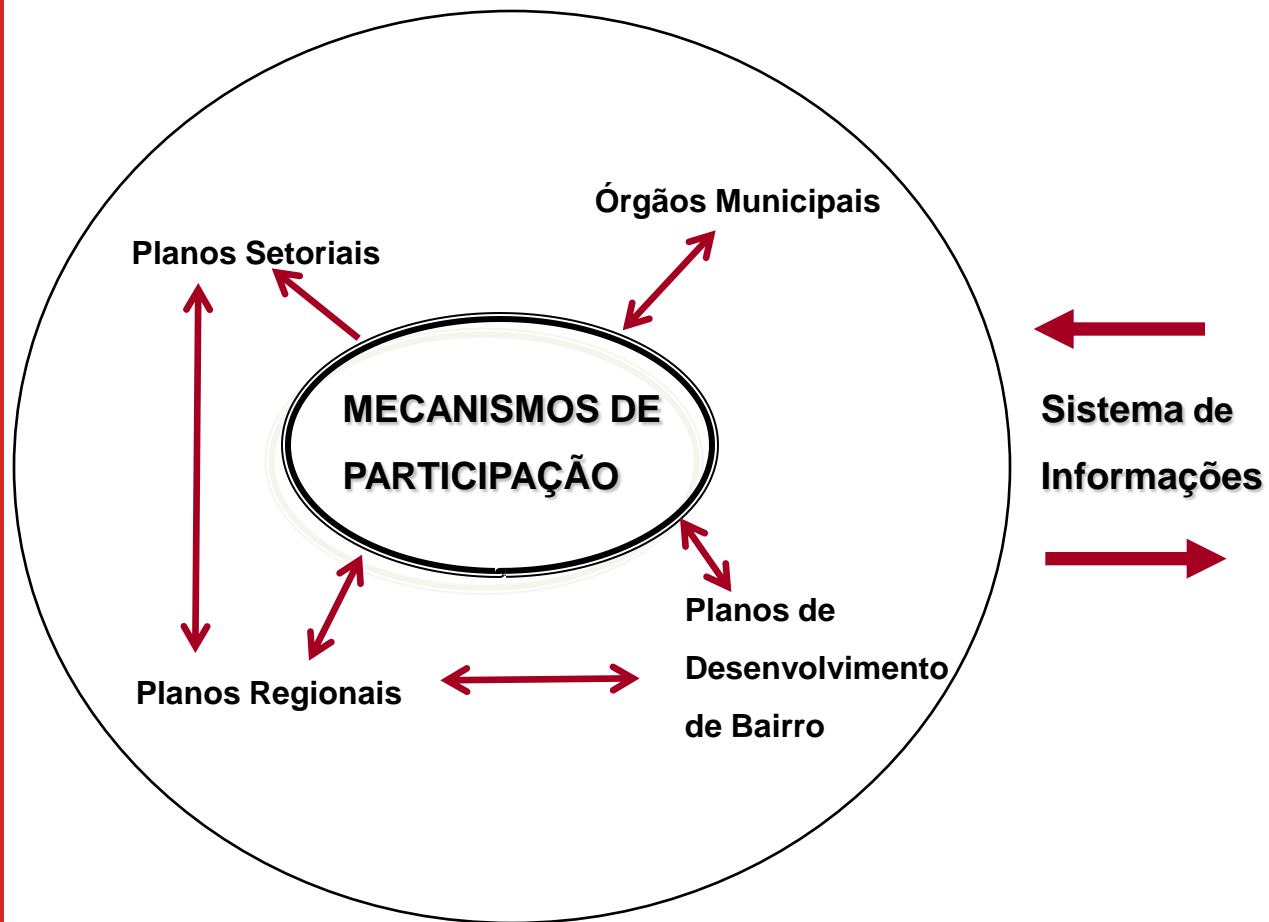 Órgãos Municipais
Planos Setoriais
MECANISMOS DE
PARTICIPAÇÃO
Sistema de
Informações
Planos de
Desenvolvimento
de Bairro
Planos Regionais